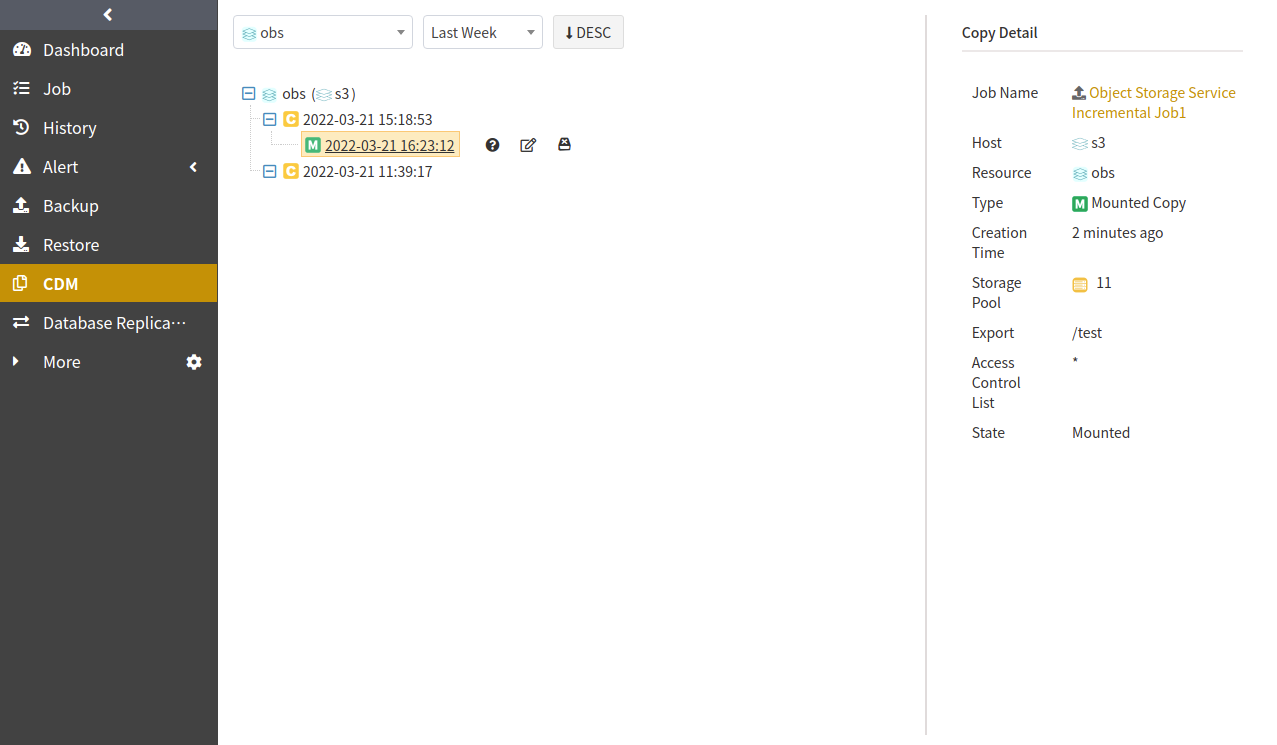 Dashboard
Job
History
Alert
Backup
Restore
CDM
Database Replica···
More
obs
Last Week
DESC
obs (s3)
C 2022-03-21 15:18:53
M 2022-03-21 16:23:12
C 2022-03-21 11:39:17
Copy Detail
Job Name
Object Storage Service
Incremental Job1
Host
s3
Resource
obs
Type
M Mounted Copy
Creation
Time
2 minutes ago
Storage
Pool
11
Export
/test
Access
Control
List
*
State
Mounted